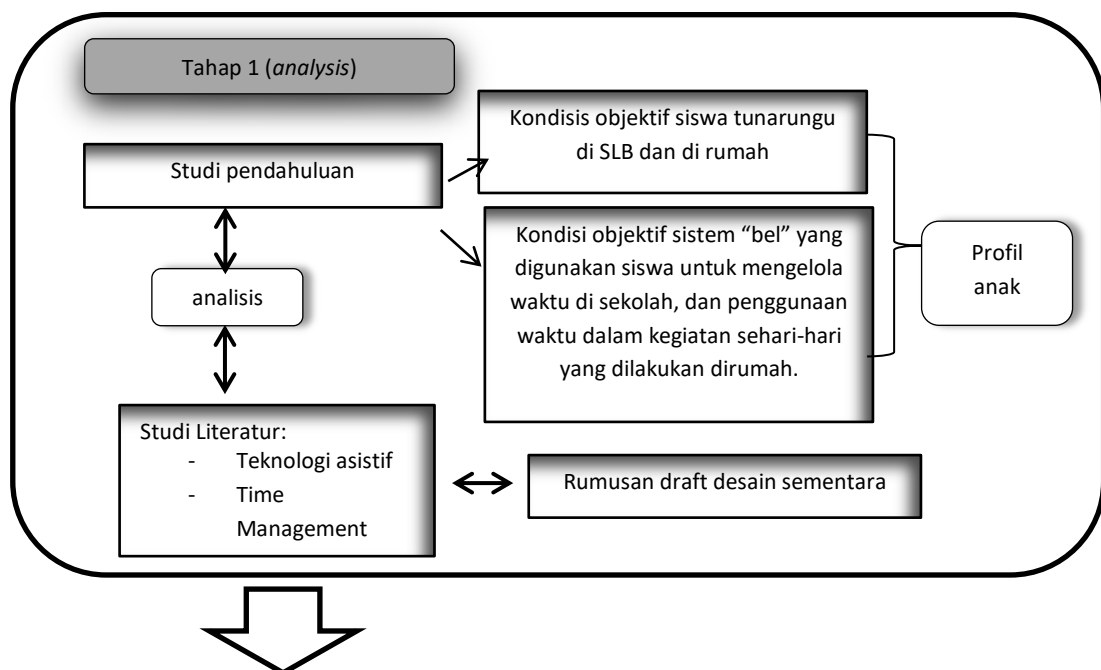 Tahap 1 (analysis)
Kondisis objektif siswa tunarungu
di SLB dan di rumah
Studi pendahuluan
Kondisi objektif sistem “bel” yang
digunakan siswa untuk mengelola
waktu di sekolah, dan penggunaan
waktu dalam kegiatan sehari-hari
yang dilakukan dirumah.
Profil
anak
analisis
Studi Literatur:
- Teknologi asistif
- Time
Management
Rumusan draft desain sementara